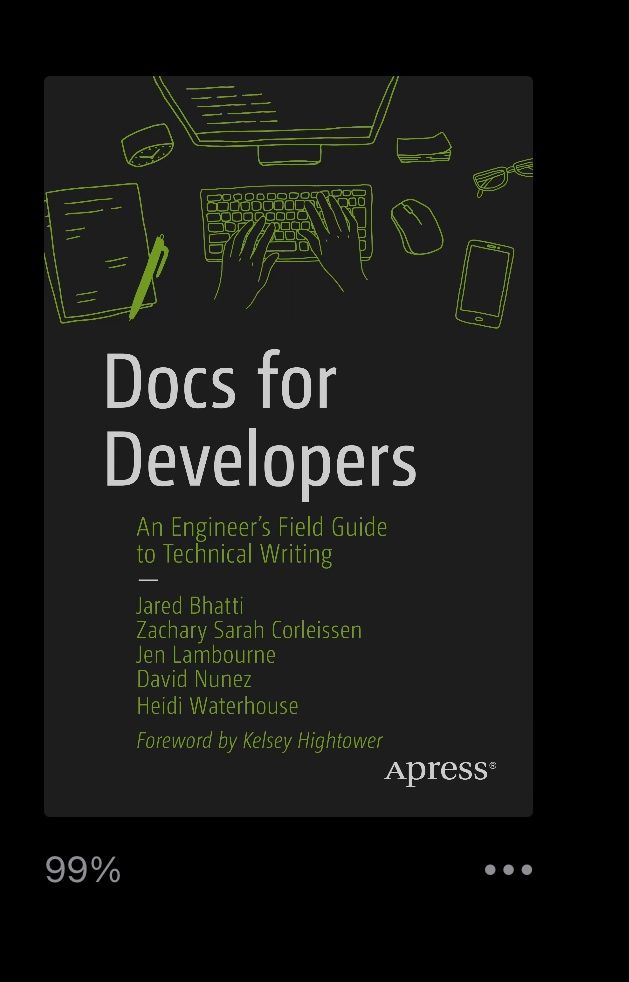 Docs for
Developers
An Engineer's Field Guide
to Technical Writing
Jared Bhatti
Zachary Sarah Corleissen
Jen Lambourne
David Nunez
Heidi Waterhouse
Foreword by Kelsey Hightower
Apress®
99%